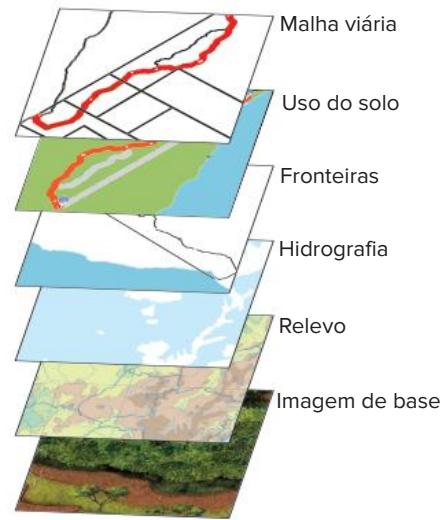 Malha viária
Uso do solo
Fronteiras
Hidrografia
Relevo
Imagem de base